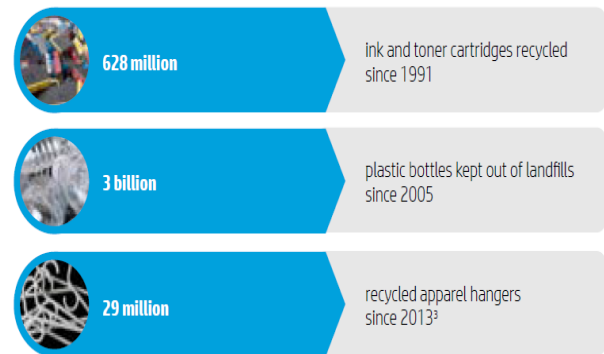 628 million
ink and toner cartridges recycled
since 1991
3 billion
plastic bottles kept out of landfills
since 2005
29 million
recycled apparel hangers
since 2013³